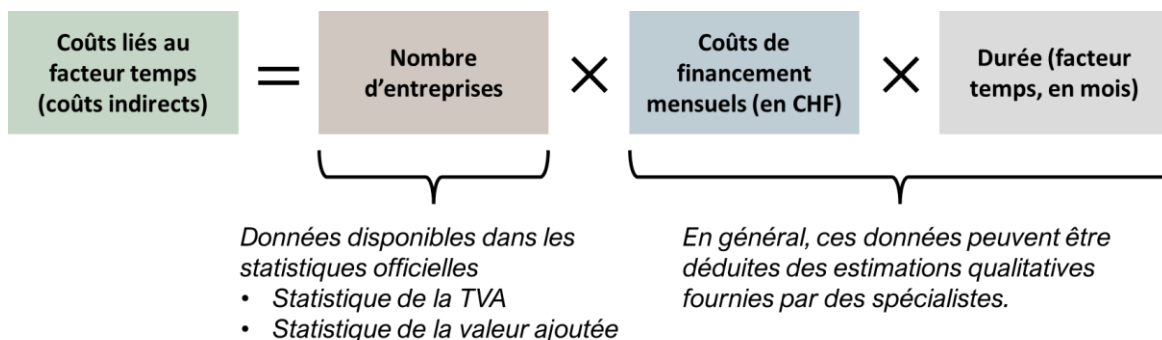 Coûts liés au
facteur temps
(coûts indirects)
=
Nombre
d’entreprises
×
Coûts de
financement
mensuels (en CHF)
×
Durée (facteur
temps, en mois)
Données disponibles dans les
statistiques officielles
• Statistique de la TVA
• Statistique de la valeur ajoutée
En général, ces données peuvent être
déduites des estimations qualitatives
fournies par des spécialistes.